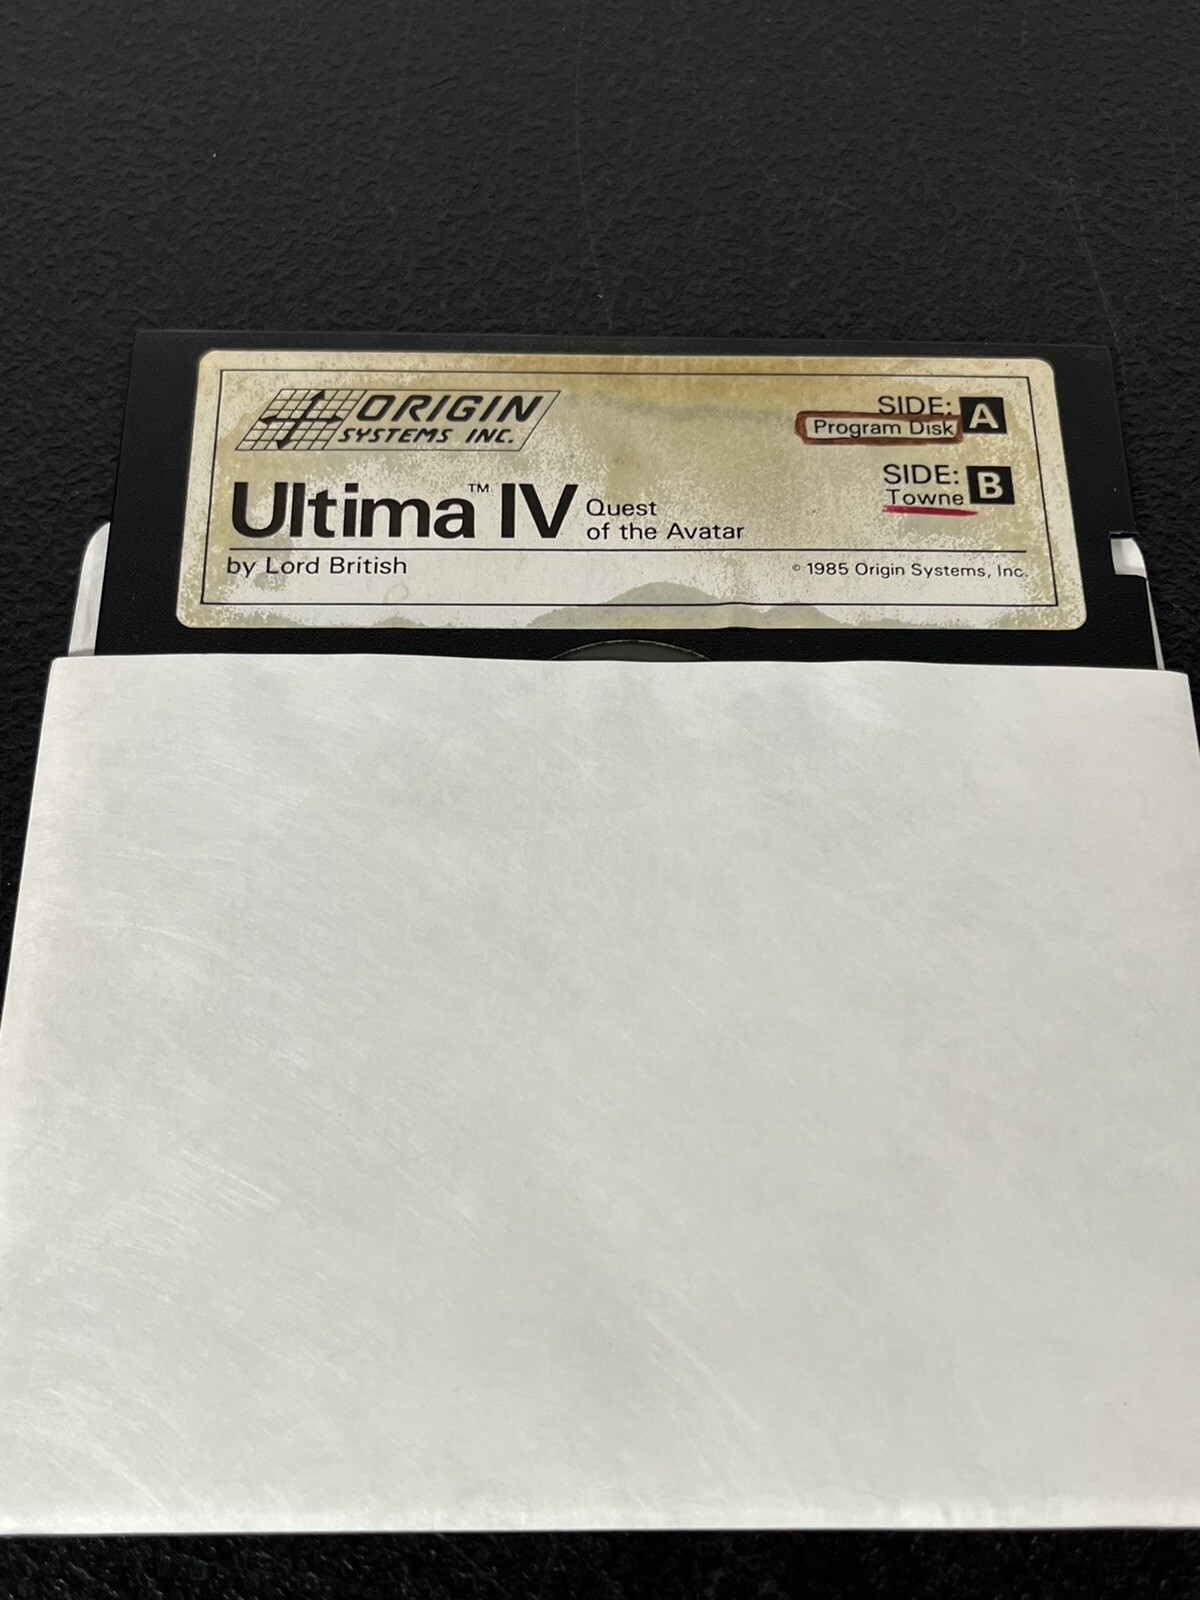 ORIGIN
SYSTEMS INC.
SIDE: A
Program Disk
SIDE: B
Towne
Ultima™ IV Quest
of the Avatar
by Lord British
© 1985 Origin Systems, Inc.